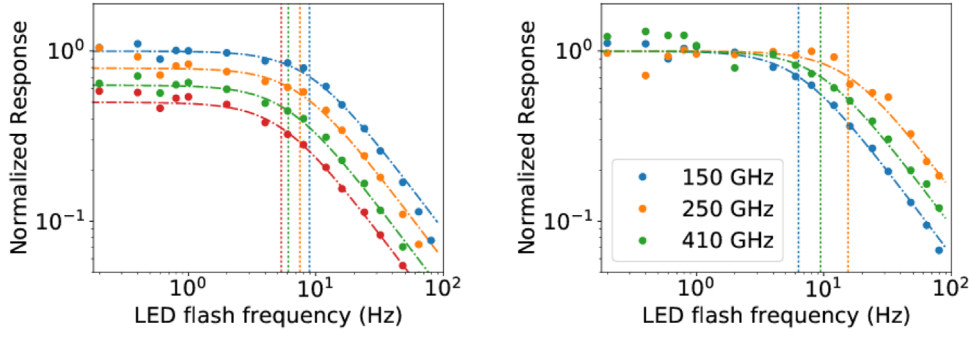 Normalized Response
10⁰
10⁻¹
10⁰
10¹
10²
LED flash frequency (Hz)
Normalized Response
10⁰
10⁻¹
150 GHz
250 GHz
410 GHz
10⁰
10¹
10²
LED flash frequency (Hz)